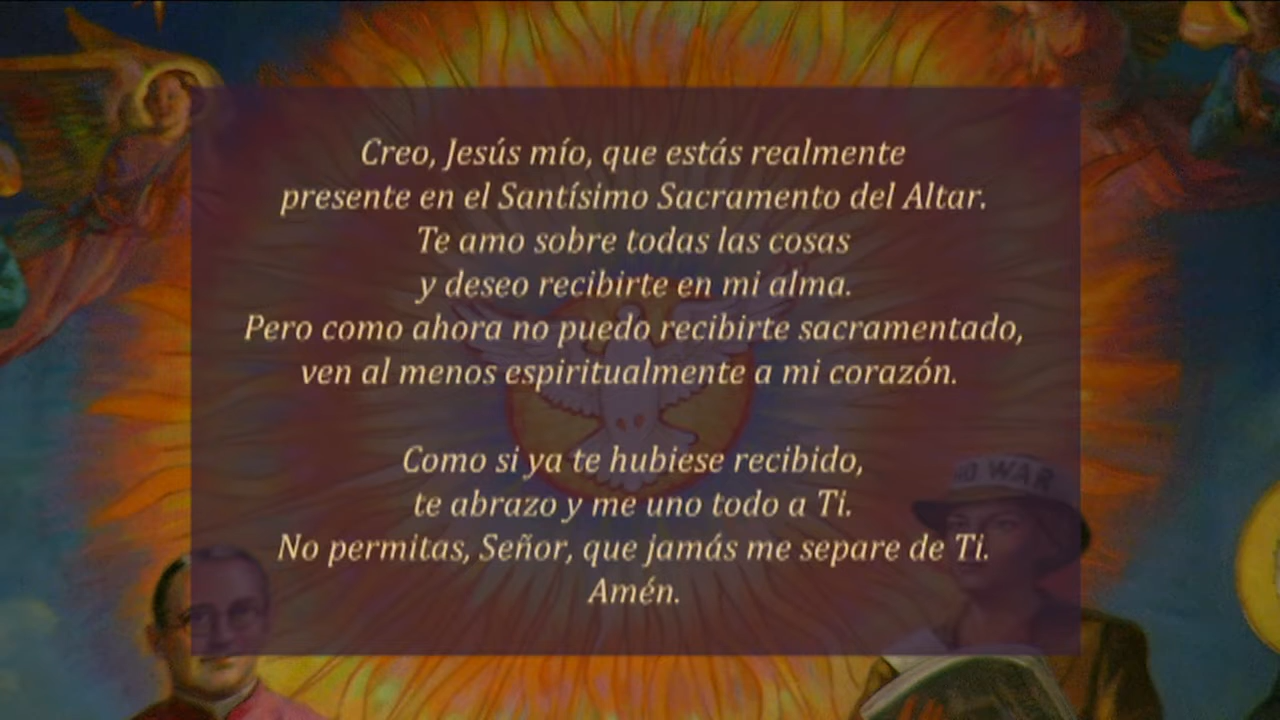 Creo, Jesús mío, que estás realmente
presente en el Santísimo Sacramento del Altar.
Te amo sobre todas las cosas
y deseo recibirte en mi alma.
Pero como ahora no puedo recibirte sacramentado,
ven al menos espiritualmente a mi corazón.
Como si ya te hubiese recibido,
te abrazo y me uno todo a Ti.
NO WAR
No permitas, Señor, que jamás me separe de Ti.
Amén.